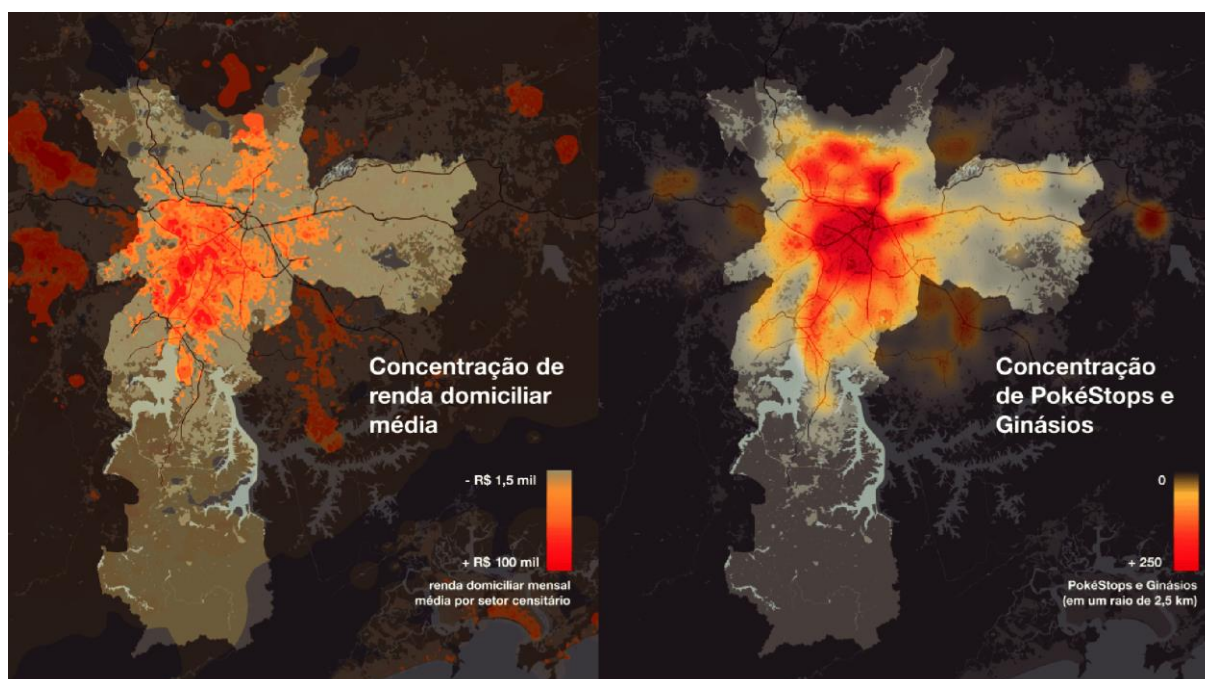 Concentração de
renda domiciliar
média
- R$ 1,5 mil
+ R$ 100 mil
renda domiciliar mensal
média por setor censitário
Concentração
de PokéStops e
Ginásios
0
+ 250
PokéStops e Ginásios
(em um raio de 2,5 km)